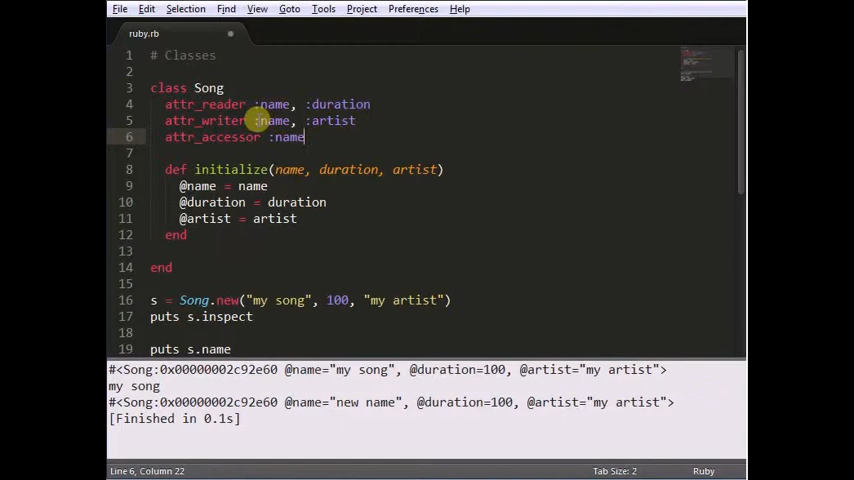 File Edit Selection Find View Goto Tools Project Preferences Help
ruby.rb
1 # Classes
2
3 class Song
4 attr_reader :name, :duration
5 attr_writer :name, :artist
6 attr_accessor :name
7
8 def initialize(name, duration, artist)
9 @name = name
10 @duration = duration
11 @artist = artist
12 end
13
14 end
15
16 s = Song.new("my song", 100, "my artist")
17 puts s.inspect
18
19 puts s.name
#<Song:0x00000002c92e60 @name="my song", @duration=100, @artist="my artist">
my song
#<Song:0x00000002c92e60 @name="new name", @duration=100, @artist="my artist">
[Finished in 0.1s]
Line 6, Column 22 Tab Size: 2 Ruby